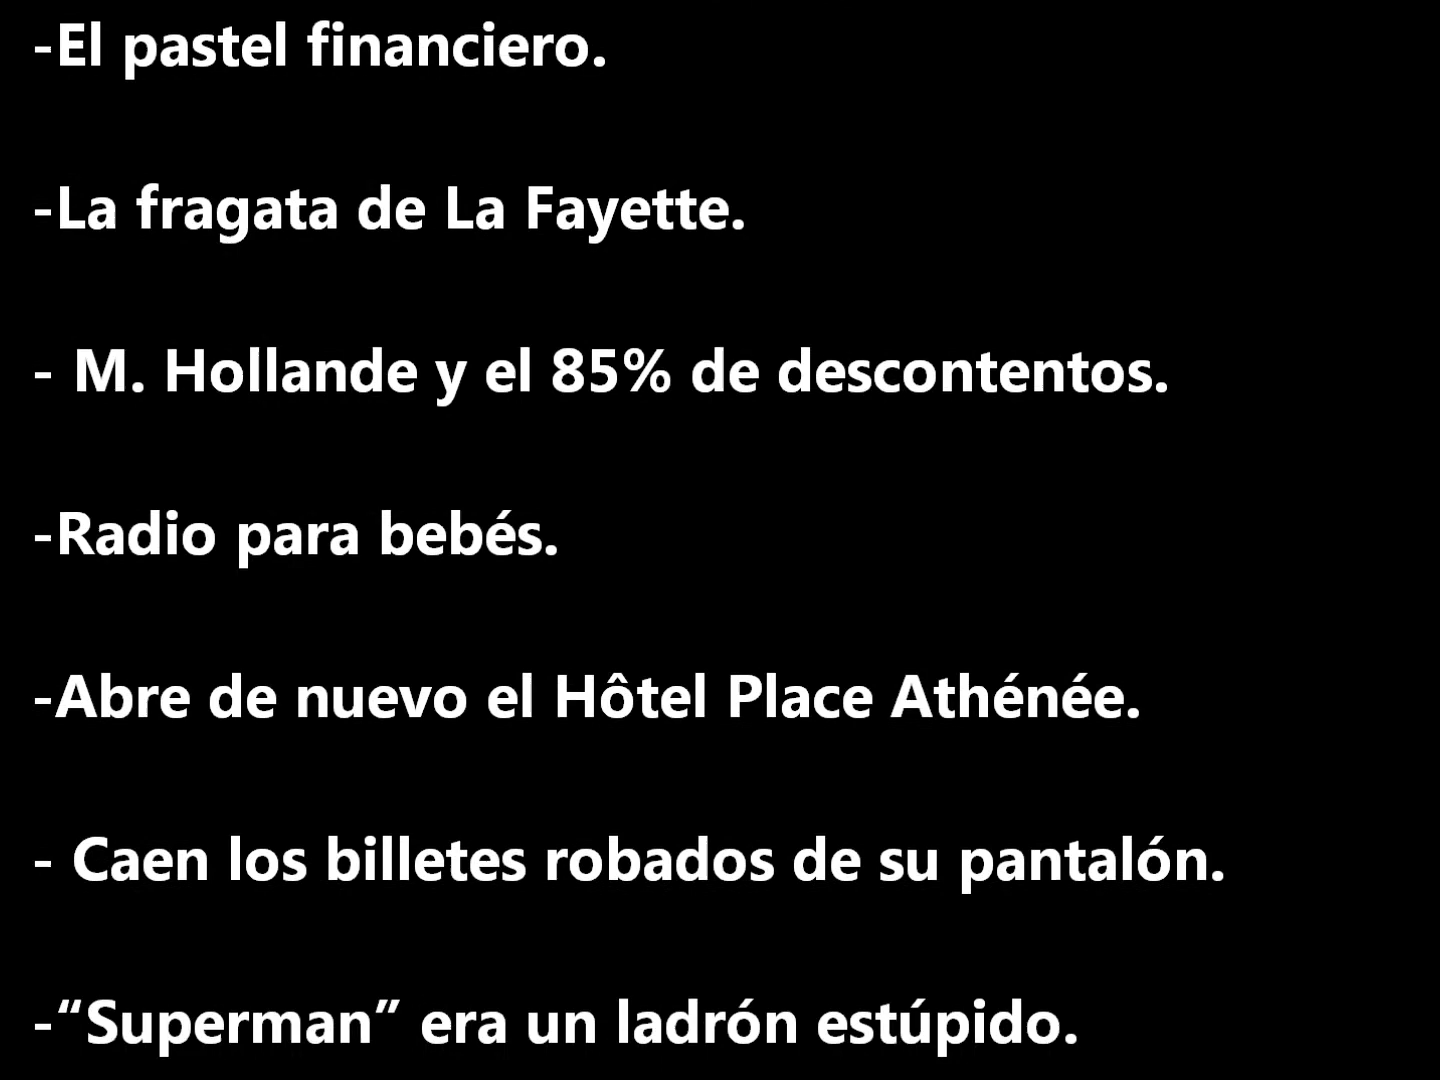 -El pastel financiero.
-La fragata de La Fayette.
- M. Hollande y el 85% de descontentos.
-Radio para bebés.
-Abre de nuevo el Hôtel Place Athénée.
- Caen los billetes robados de su pantalón.
-“Superman” era un ladrón estúpido.